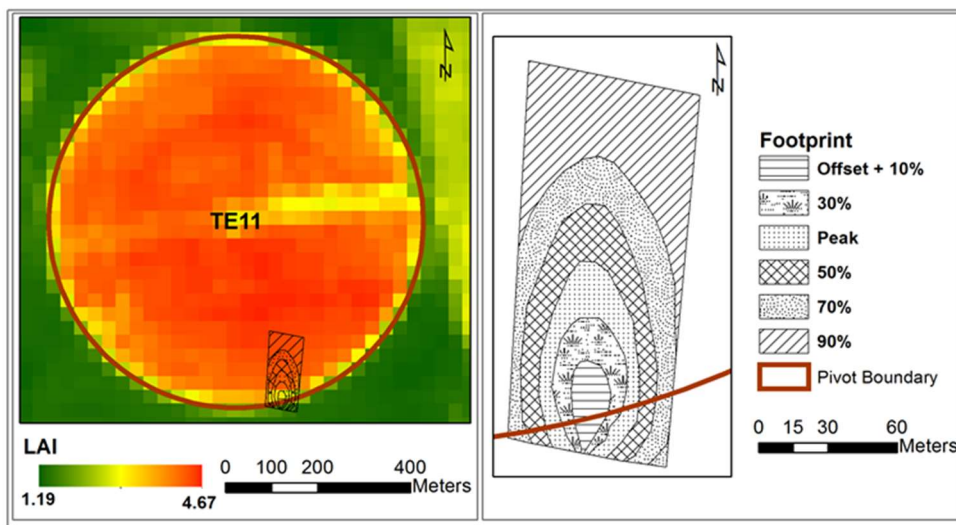 TE11
N
LAI
1.19
4.67
0 100 200 400
Meters
N
Footprint
Offset + 10%
30%
Peak
50%
70%
90%
Pivot Boundary
0 15 30 60
Meters